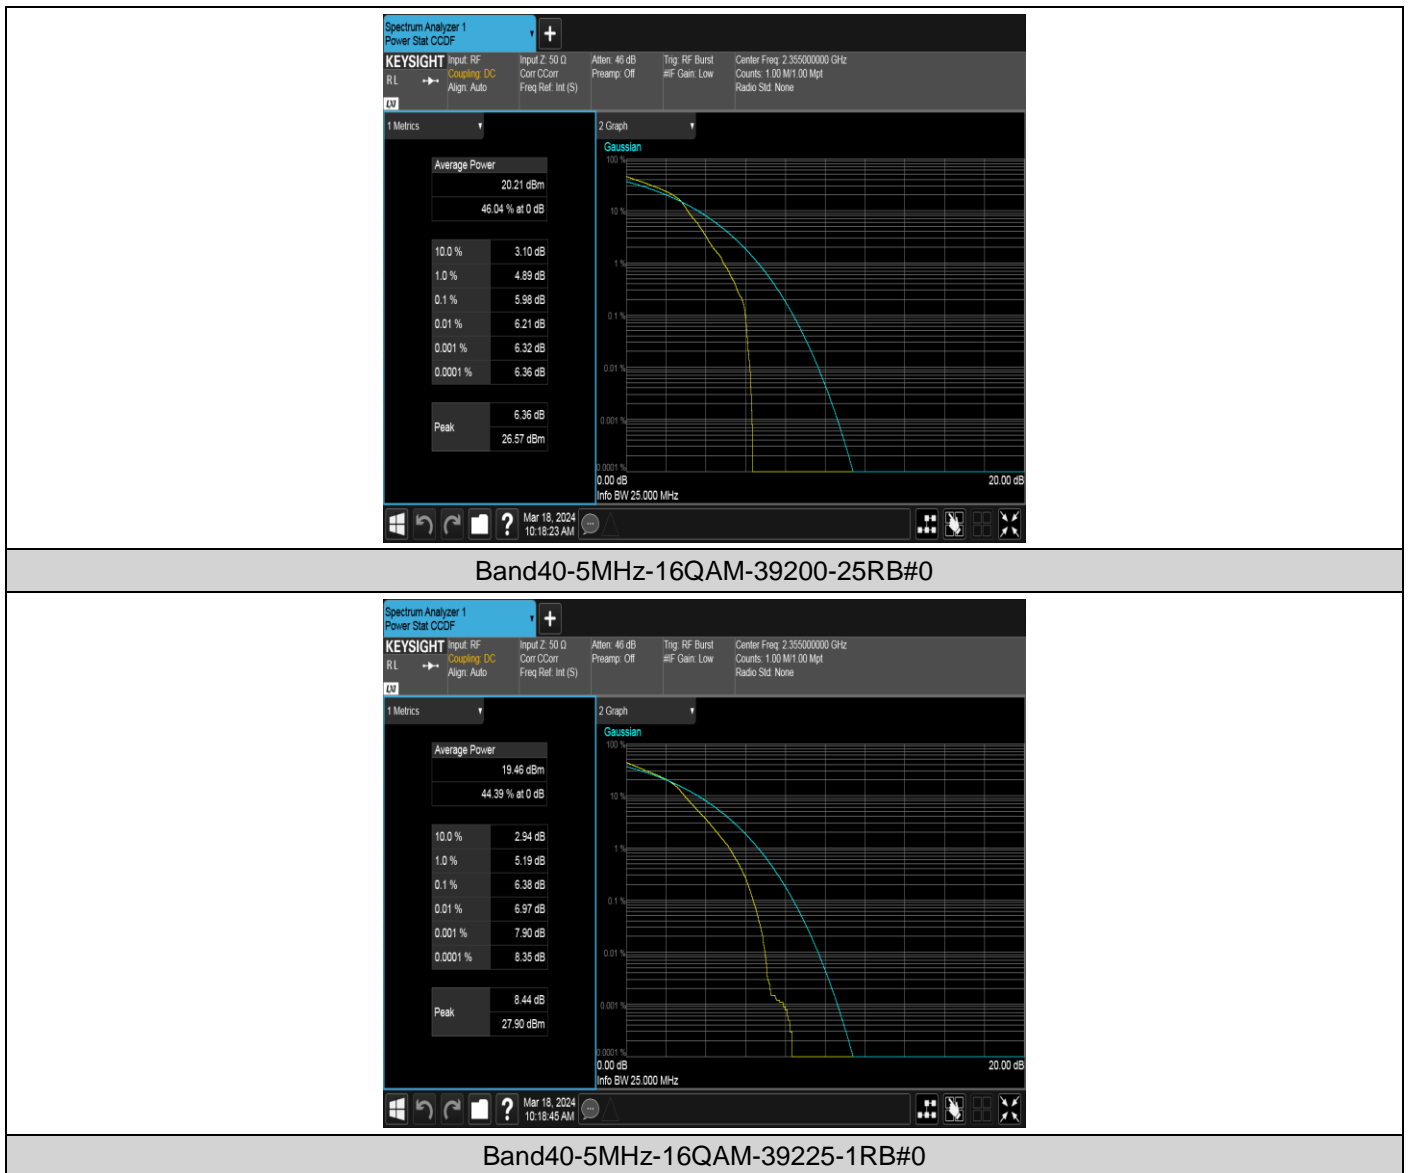 Spectrum Analyzer 1
Power Stat CCDF
+
KEYSIGHT
RL
LXI
Input: RF
Coupling: DC
Align: Auto
Input Z: 50 Ω
Corr CCorr
Freq Ref: Int (S)
Atten: 46 dB
Preamp: Off
Trig: RF Burst
#IF Gain: Low
Center Freq: 2.355000000 GHz
Counts: 1.00 M/1.00 Mpt
Radio Std: None
1 Metrics
Average Power
20.21 dBm
46.04 % at 0 dB
10.0 % 3.10 dB
1.0 % 4.89 dB
0.1 % 5.98 dB
0.01 % 6.21 dB
0.001 % 6.32 dB
0.0001 % 6.36 dB
Peak
6.36 dB
26.57 dBm
2 Graph
Gaussian
100 %
10 %
1 %
0.1 %
0.01 %
0.001 %
0.0001 %
0.00 dB 20.00 dB
Info BW 25.000 MHz
?
Mar 18, 2024
10:18:23 AM
Band40-5MHz-16QAM-39200-25RB#0
Spectrum Analyzer 1
Power Stat CCDF
+
KEYSIGHT
RL
LXI
Input: RF
Coupling: DC
Align: Auto
Input Z: 50 Ω
Corr CCorr
Freq Ref: Int (S)
Atten: 46 dB
Preamp: Off
Trig: RF Burst
#IF Gain: Low
Center Freq: 2.355000000 GHz
Counts: 1.00 M/1.00 Mpt
Radio Std: None
1 Metrics
Average Power
19.46 dBm
44.39 % at 0 dB
10.0 % 2.94 dB
1.0 % 5.19 dB
0.1 % 6.38 dB
0.01 % 6.97 dB
0.001 % 7.90 dB
0.0001 % 8.35 dB
Peak
8.44 dB
27.90 dBm
2 Graph
Gaussian
100 %
10 %
1 %
0.1 %
0.01 %
0.001 %
0.0001 %
0.00 dB 20.00 dB
Info BW 25.000 MHz
?
Mar 18, 2024
10:18:45 AM
Band40-5MHz-16QAM-39225-1RB#0